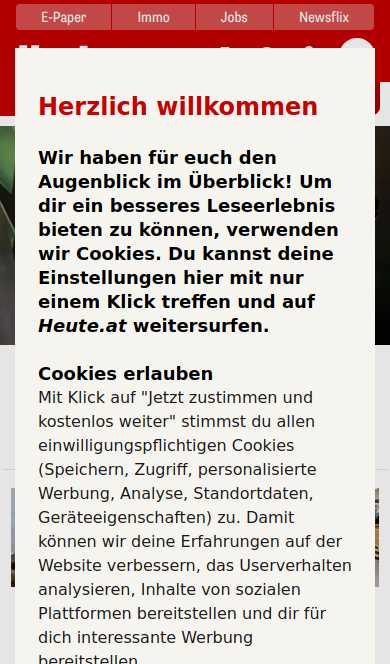 E-Paper
Immo
Jobs
Newsflix
Herzlich willkommen
Wir haben für euch den
Augenblick im Überblick! Um
dir ein besseres Leseerlebnis
bieten zu können, verwenden
wir Cookies. Du kannst deine
Einstellungen hier mit nur
einem Klick treffen und auf
Heute.at weitersurfen.
Cookies erlauben
Mit Klick auf "Jetzt zustimmen und
kostenlos weiter" stimmst du allen
einwilligungspflichtigen Cookies
(Speichern, Zugriff, personalisierte
Werbung, Analyse, Standortdaten,
Geräteeigenschaften) zu. Damit
können wir deine Erfahrungen auf der
Website verbessern, das Userverhalten
analysieren, Inhalte von sozialen
Plattformen bereitstellen und dir für
dich interessante Werbung
bereitstellen